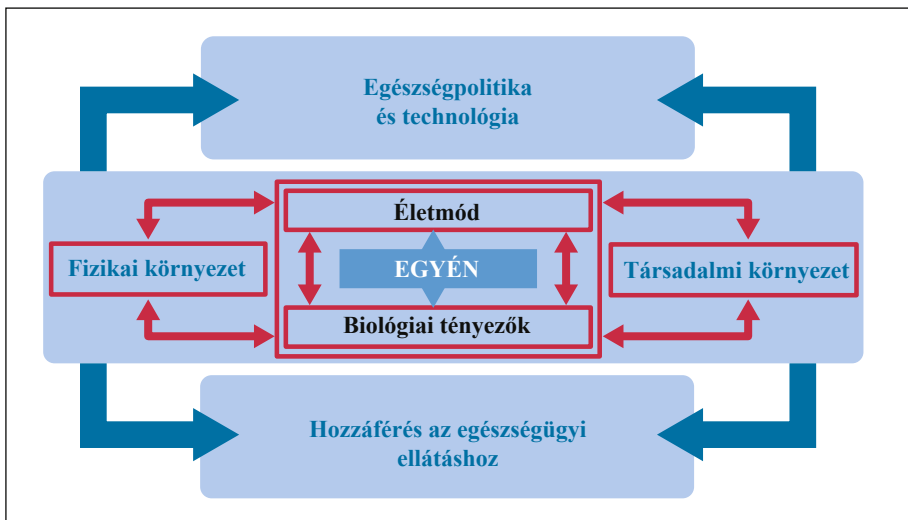 Egészségpolitika
és technológia
Életmód
Fizikai környezet
EGYÉN
Társadalmi környezet
Biológiai tényezők
Hozzáférés az egészségügyi
ellátáshoz